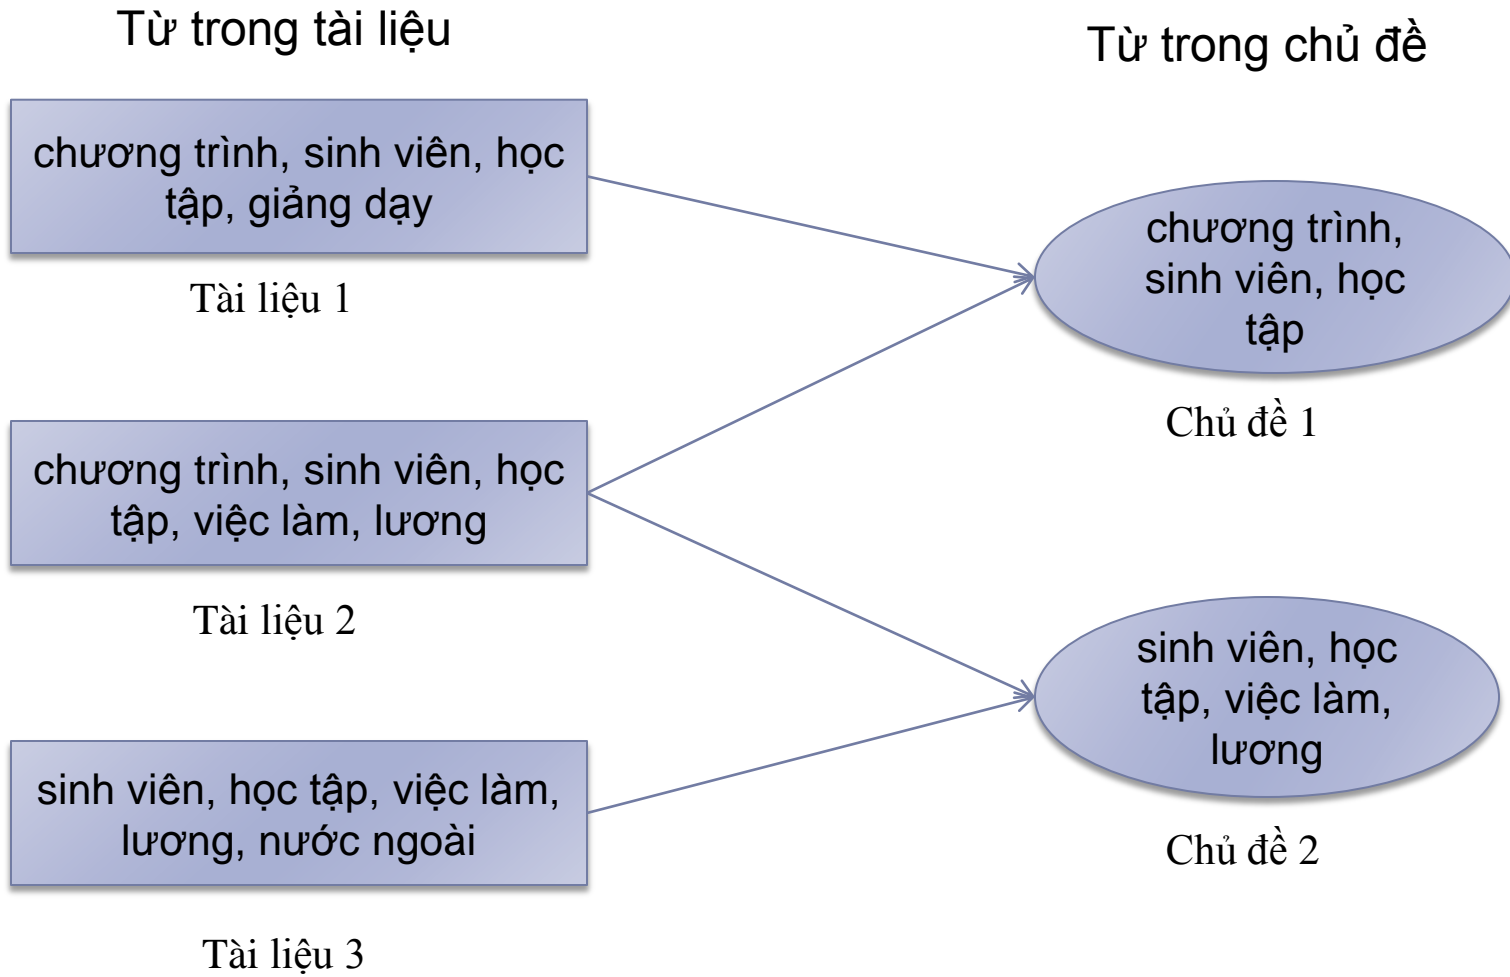 Từ trong tài liệu
Từ trong chủ đề
chương trình, sinh viên, học
tập, giảng dạy
Tài liệu 1
chương trình,
sinh viên, học
tập
Chủ đề 1
chương trình, sinh viên, học
tập, việc làm, lương
Tài liệu 2
sinh viên, học
tập, việc làm,
lương
Chủ đề 2
sinh viên, học tập, việc làm,
lương, nước ngoài
Tài liệu 3